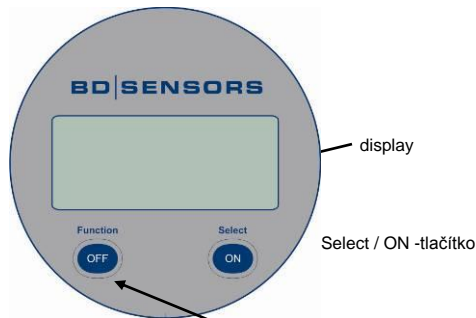 BD|SENSORS
display
Function
Select
OFF
ON
Select / ON -tlačítko